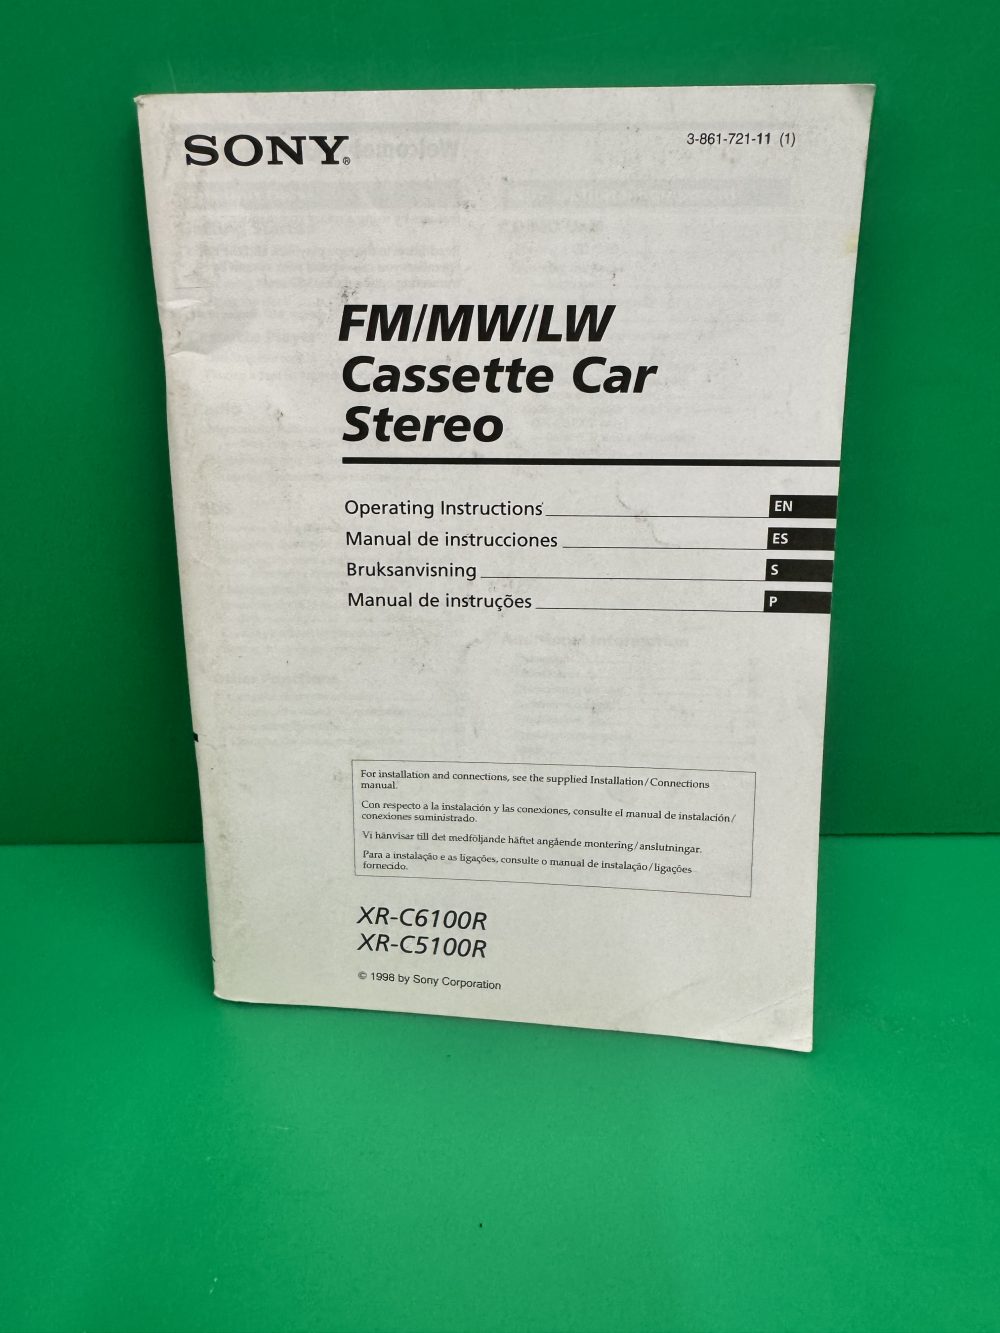 SONY®
3-861-721-11 (1)
FM/MW/LW
Cassette Car
Stereo
Operating Instructions EN
Manual de instrucciones ES
Bruksanvisning S
Manual de instruções P
For installation and connections, see the supplied Installation/Connections
manual.
Con respecto a la instalación y las conexiones, consulte el manual de instalación/
conexiones suministrado.
Vi hänvisar till det medföljande häftet angående montering/anslutningar.
Para a instalação e as ligações, consulte o manual de instalação/ligações
fornecido.
XR-C6100R
XR-C5100R
© 1998 by Sony Corporation